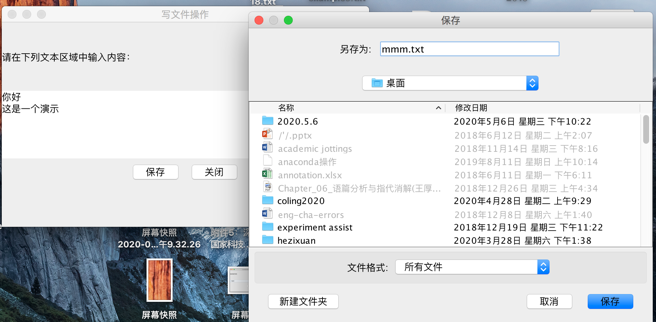 写文件操作
请在下列文本区域中输入内容：
你好
这是一个演示
保存
关闭
保存
另存为：
mmm.txt
桌面
名称
修改日期
2020.5.6
2020年5月6日 星期三 下午10:22
/'/.pptx
2018年6月12日 星期二 上午2:07
academic jottings
2018年11月14日 星期三 下午8:16
anaconda操作
2019年8月11日 星期日 上午10:14
annotation.xlsx
2018年6月11日 星期一 下午6:11
Chapter_06_语篇分析与指代消解(王厚...
2018年12月26日 星期三 上午4:34
coling2020
2020年4月28日 星期二 上午9:29
eng-cha-errors
2018年12月8日 星期六 上午1:40
experiment assist
2018年12月19日 星期三 下午11:22
hezixuan
2020年3月28日 星期六 下午1:38
文件格式:
所有文件
新建文件夹
取消
保存
屏幕快照
2020-0...午9.32.26
国家科技...
屏幕快照
屏幕